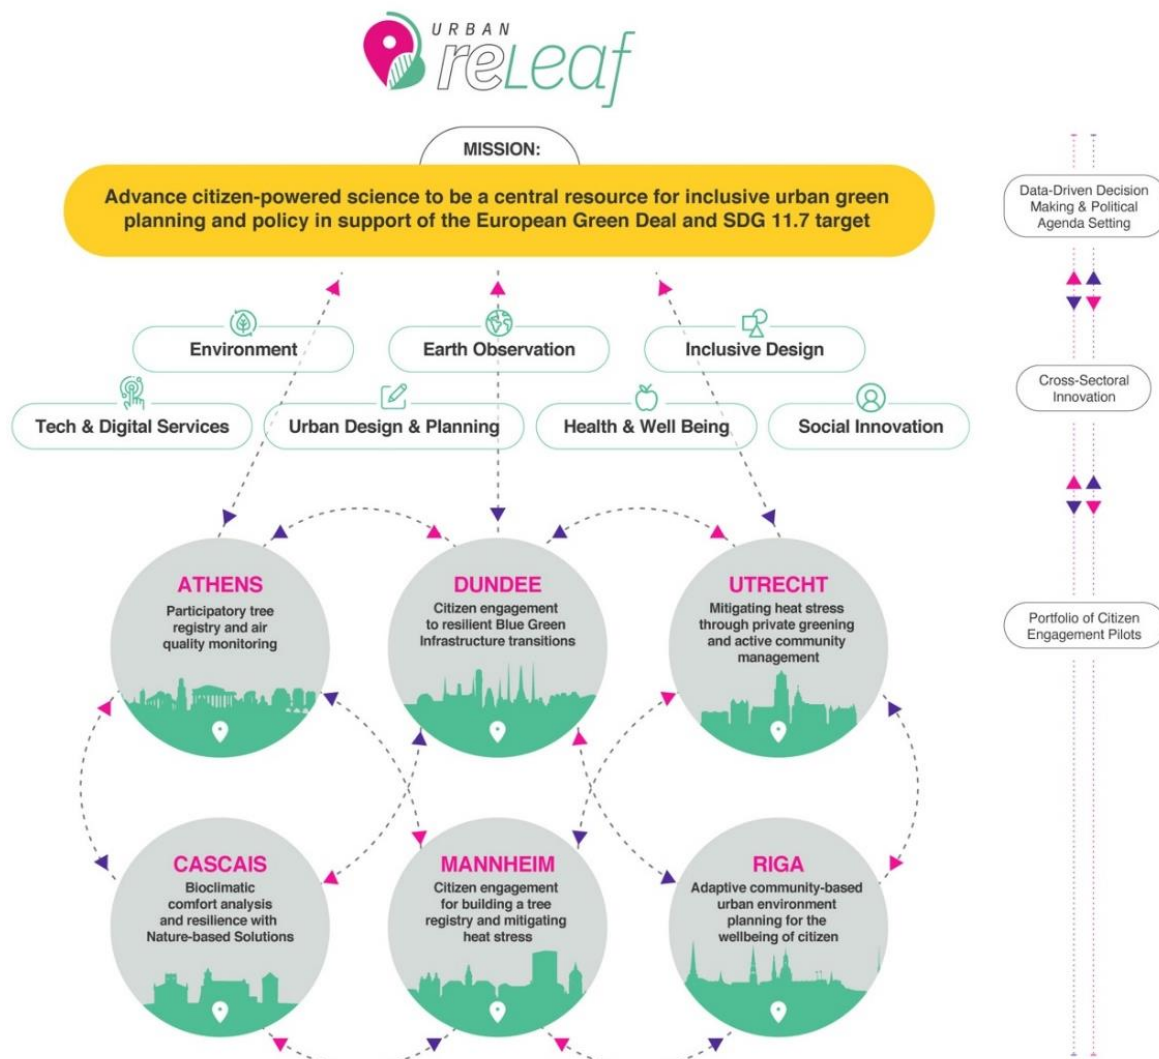 URBAN
reLeaf
MISSION:
Advance citizen-powered science to be a central resource for inclusive urban green
planning and policy in support of the European Green Deal and SDG 11.7 target
Data-Driven Decision
Making & Political
Agenda Setting
Environment
Earth Observation
Inclusive Design
Cross-Sectoral
Innovation
Tech & Digital Services
Urban Design & Planning
Health & Well Being
Social Innovation
ATHENS
Participatory tree
registry and air
quality monitoring
DUNDEE
Citizen engagement
to resilient Blue Green
Infrastructure transitions
UTRECHT
Mitigating heat stress
through private greening
and active community
management
Portfolio of Citizen
Engagement Pilots
CASCAIS
Bioclimatic
comfort analysis
and resilience with
Nature-based Solutions
MANNHEIM
Citizen engagement
for building a tree
registry and mitigating
heat stress
RIGA
Adaptive community-based
urban environment
planning for the
wellbeing of citizen